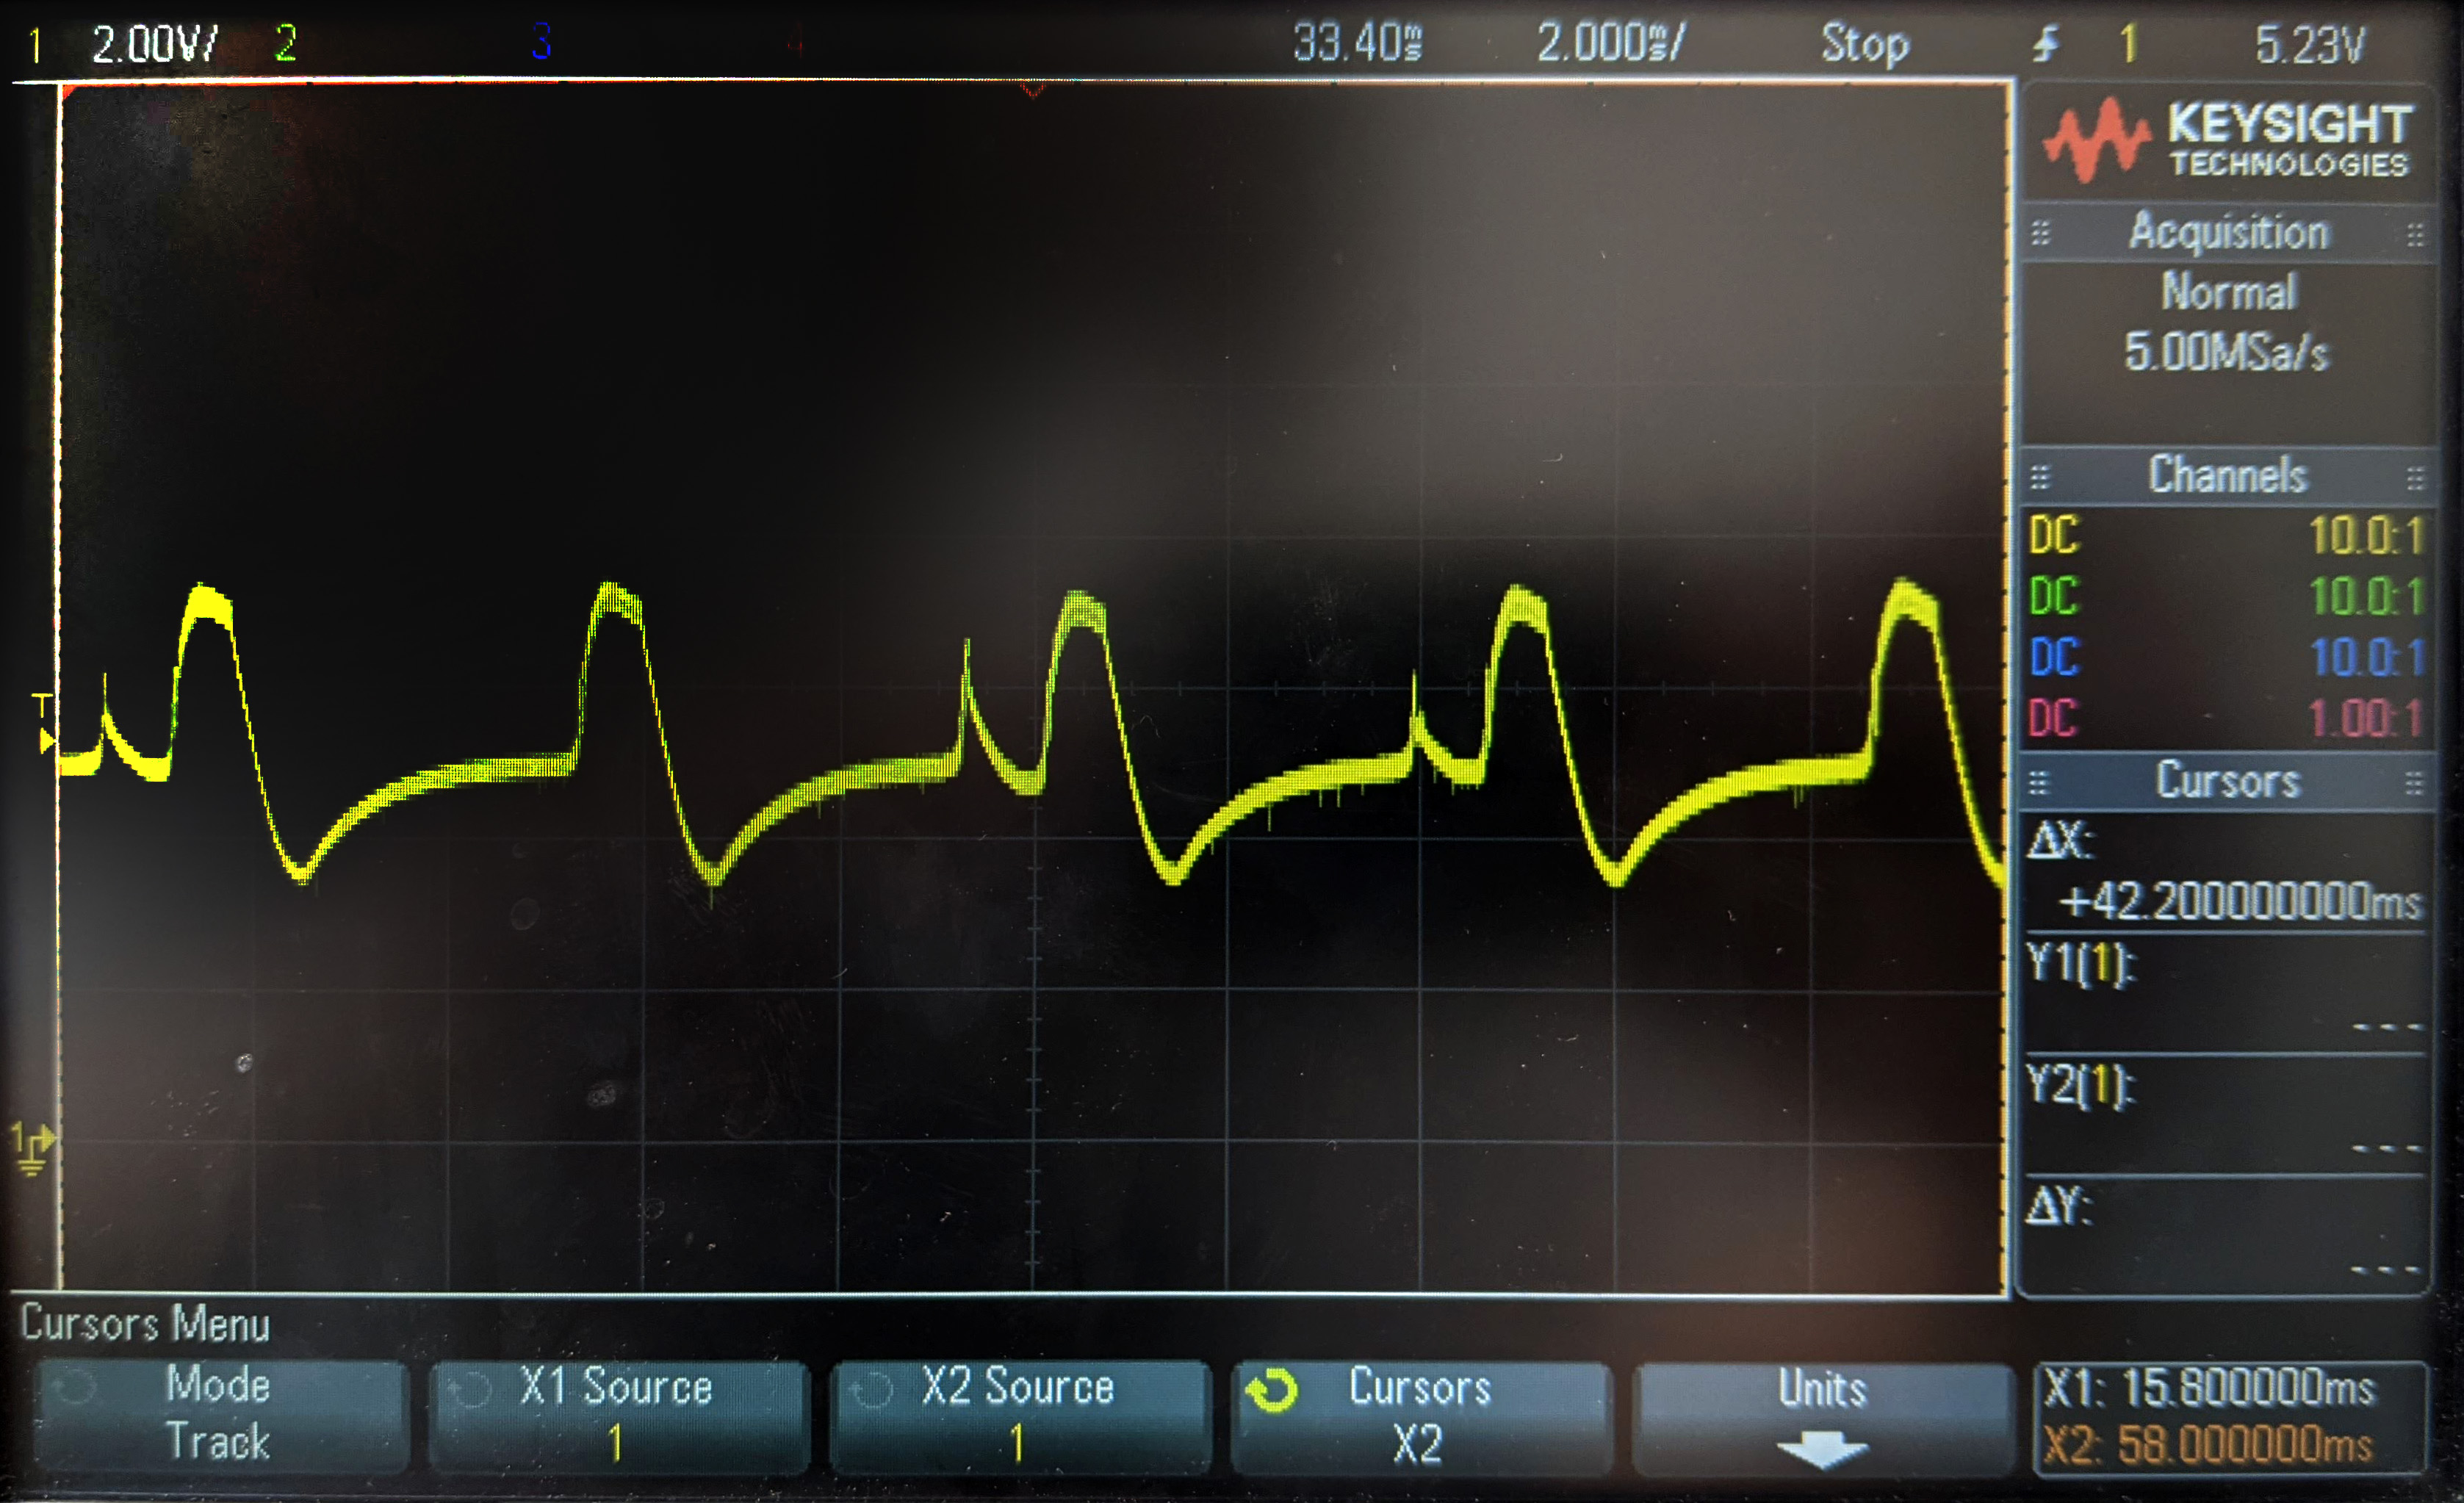 1 2.00V/ 2 3 4 33.40ms 2.000ms/ Stop 1 5.23V
KEYSIGHT
TECHNOLOGIES
Acquisition
Normal
5.00MSa/s
Channels
DC 10.0:1
DC 10.0:1
DC 10.0:1
DC 1.00:1
Cursors
ΔX:
+42.200000000ms
Y1(1):
---
Y2(1):
---
ΔY:
---
T
1
Cursors Menu
Mode
Track
X1 Source
1
X2 Source
1
Cursors
X2
Units
X1: 15.800000ms
X2: 58.000000ms